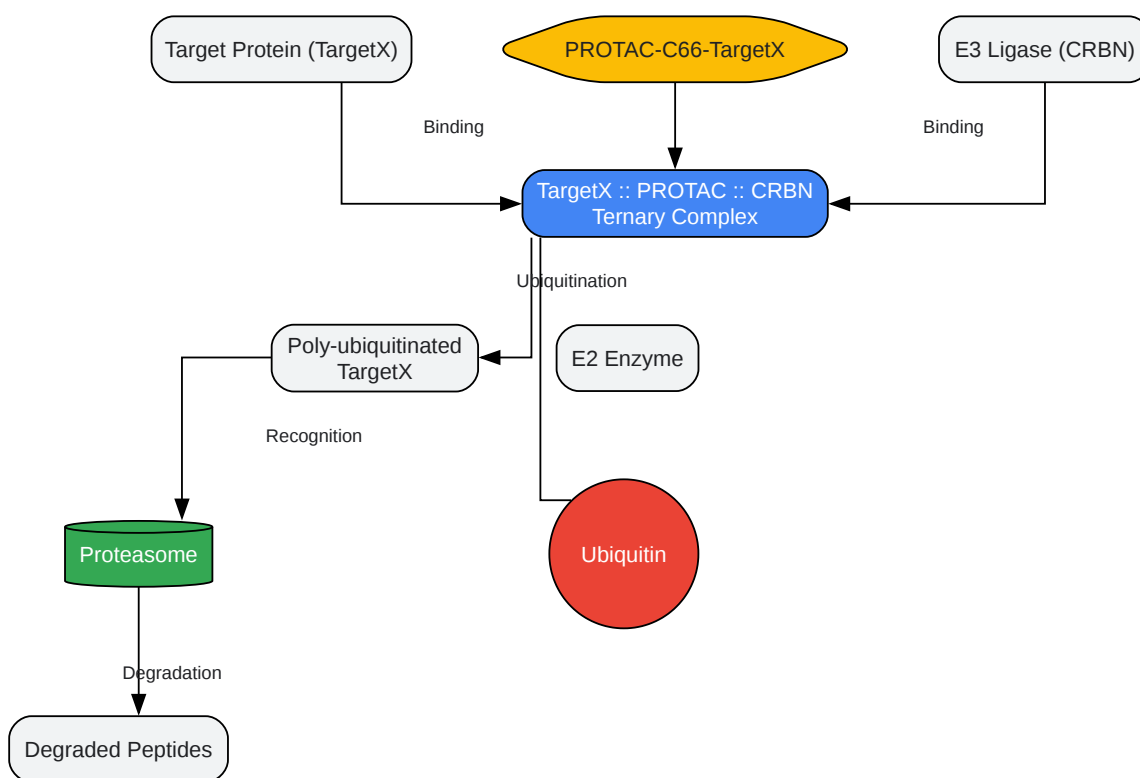 Target Protein (TargetX)
PROTAC-C66-TargetX
E3 Ligase (CRBN)
Binding
Binding
TargetX :: PROTAC :: CRBN
Ternary Complex
Ubiquitination
Poly-ubiquitinated
TargetX
E2 Enzyme
Recognition
Proteasome
Ubiquitin
Degradation
Degraded Peptides